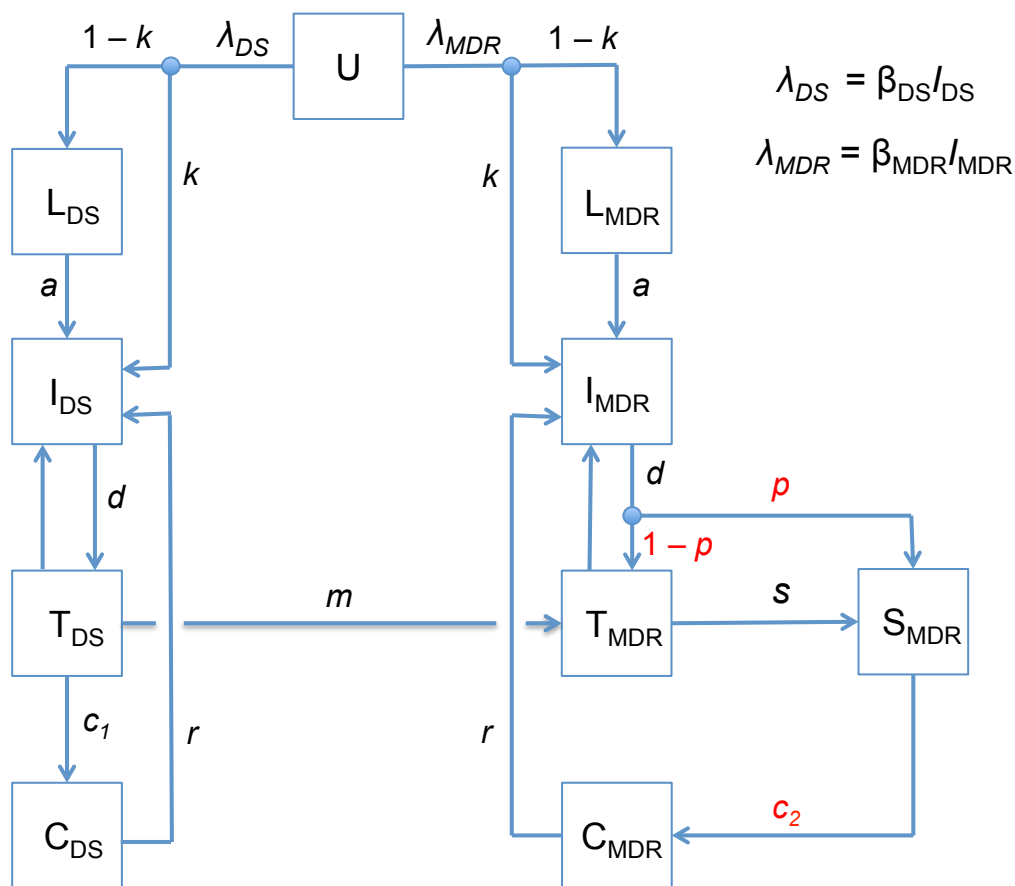 1 – k
λDS
U
λMDR
1 – k
λDS = βDSIDS
λMDR = βMDRIMDR
LDS
k
k
LMDR
a
a
IDS
IMDR
d
d
p
1 – p
TDS
m
TMDR
s
SMDR
c1
r
r
CDS
CMDR
c2